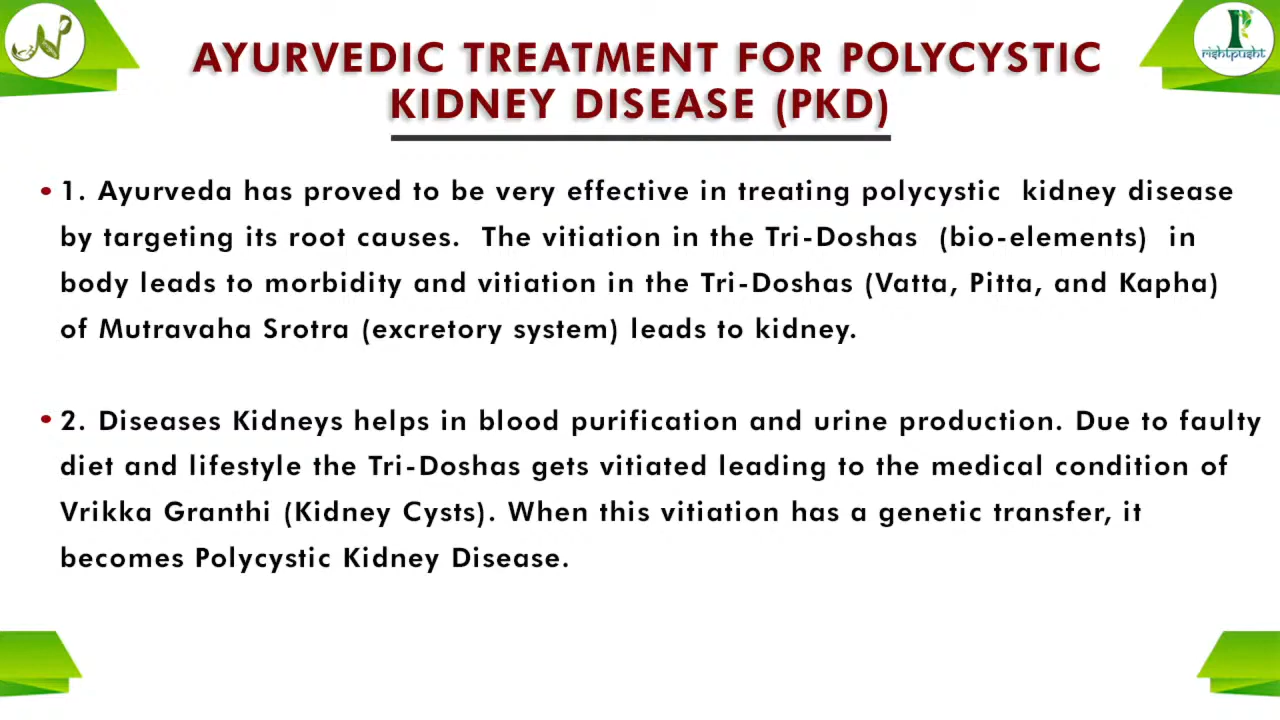 AYURVEDIC TREATMENT FOR POLYCYSTIC
KIDNEY DISEASE (PKD)
rishtpusht
• 1. Ayurveda has proved to be very effective in treating polycystic kidney disease
by targeting its root causes. The vitiation in the Tri-Doshas (bio-elements) in
body leads to morbidity and vitiation in the Tri-Doshas (Vatta, Pitta, and Kapha)
of Mutravaha Srotra (excretory system) leads to kidney.
• 2. Diseases Kidneys helps in blood purification and urine production. Due to faulty
diet and lifestyle the Tri-Doshas gets vitiated leading to the medical condition of
Vrikka Granthi (Kidney Cysts). When this vitiation has a genetic transfer, it
becomes Polycystic Kidney Disease.